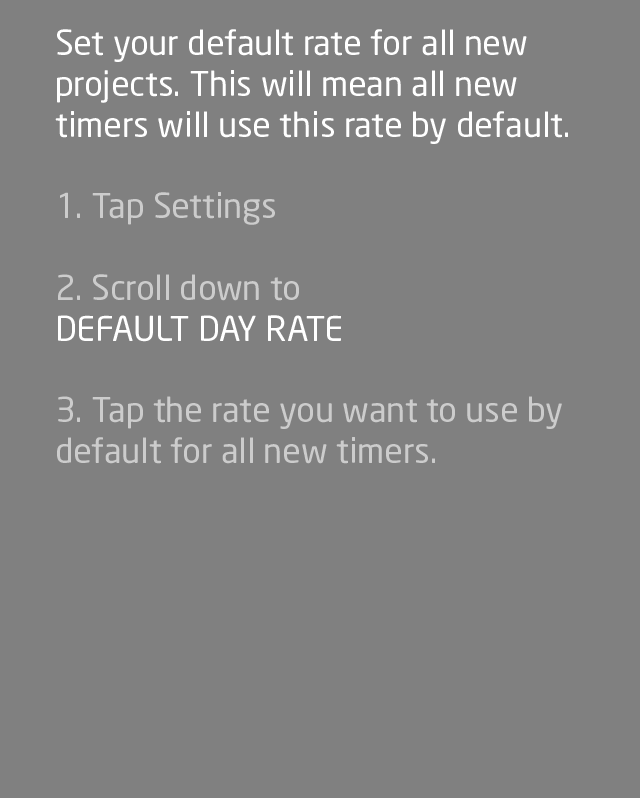 Set your default rate for all new
projects. This will mean all new
timers will use this rate by default.
1. Tap Settings
2. Scroll down to
DEFAULT DAY RATE
3. Tap the rate you want to use by
default for all new timers.